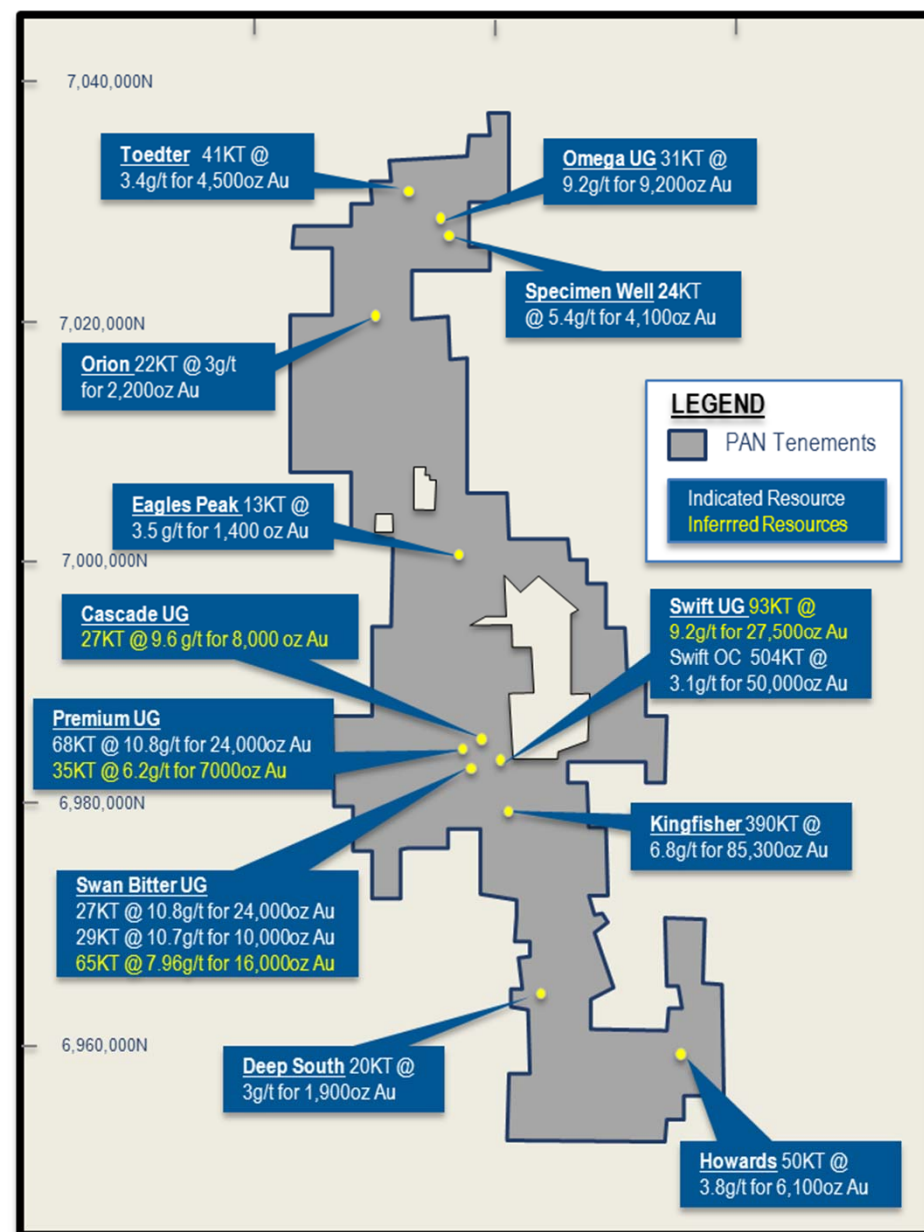 7,040,000N
Toedter 41KT @
3.4g/t for 4,500oz Au
Omega UG 31KT @
9.2g/t for 9,200oz Au
Specimen Well 24KT
@ 5.4g/t for 4,100oz Au
7,020,000N
Orion 22KT @ 3g/t
for 2,200oz Au
LEGEND
PAN Tenements
Indicated Resource
Inferrred Resources
Eagles Peak 13KT @
3.5 g/t for 1,400 oz Au
7,000,000N
Cascade UG
27KT @ 9.6 g/t for 8,000 oz Au
Swift UG 93KT @
9.2g/t for 27,500oz Au
Swift OC 504KT @
3.1g/t for 50,000oz Au
Premium UG
68KT @ 10.8g/t for 24,000oz Au
35KT @ 6.2g/t for 7000oz Au
6,980,000N
Kingfisher 390KT @
6.8g/t for 85,300oz Au
Swan Bitter UG
27KT @ 10.8g/t for 24,000oz Au
29KT @ 10.7g/t for 10,000oz Au
65KT @ 7.96g/t for 16,000oz Au
6,960,000N
Deep South 20KT @
3g/t for 1,900oz Au
Howards 50KT @
3.8g/t for 6,100oz Au